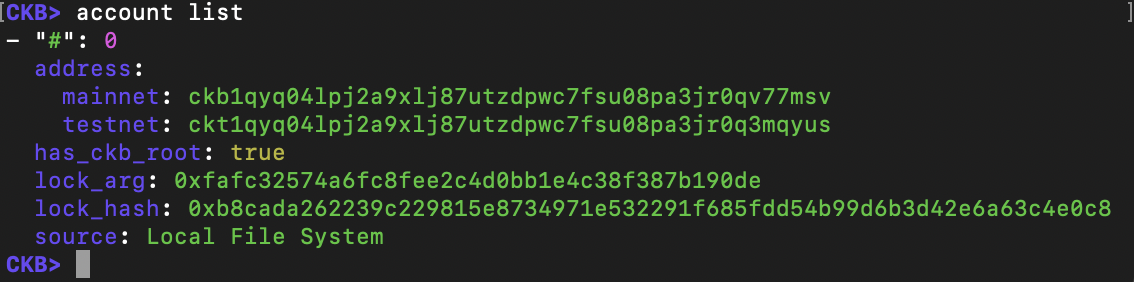 [CKB> account list ]
– "#": 0
address:
mainnet: ckb1qyq04lpj2a9xlj87utzdpwc7fsu08pa3jr0qv77msv
testnet: ckt1qyq04lpj2a9xlj87utzdpwc7fsu08pa3jr0q3mqyus
has_ckb_root: true
lock_arg: 0xfafc32574a6fc8fee2c4d0bb1e4c38f387b190de
lock_hash: 0xb8cada262239c229815e8734971e532291f685fdd54b99d6b3d42e6a63c4e0c8
source: Local File System
CKB>